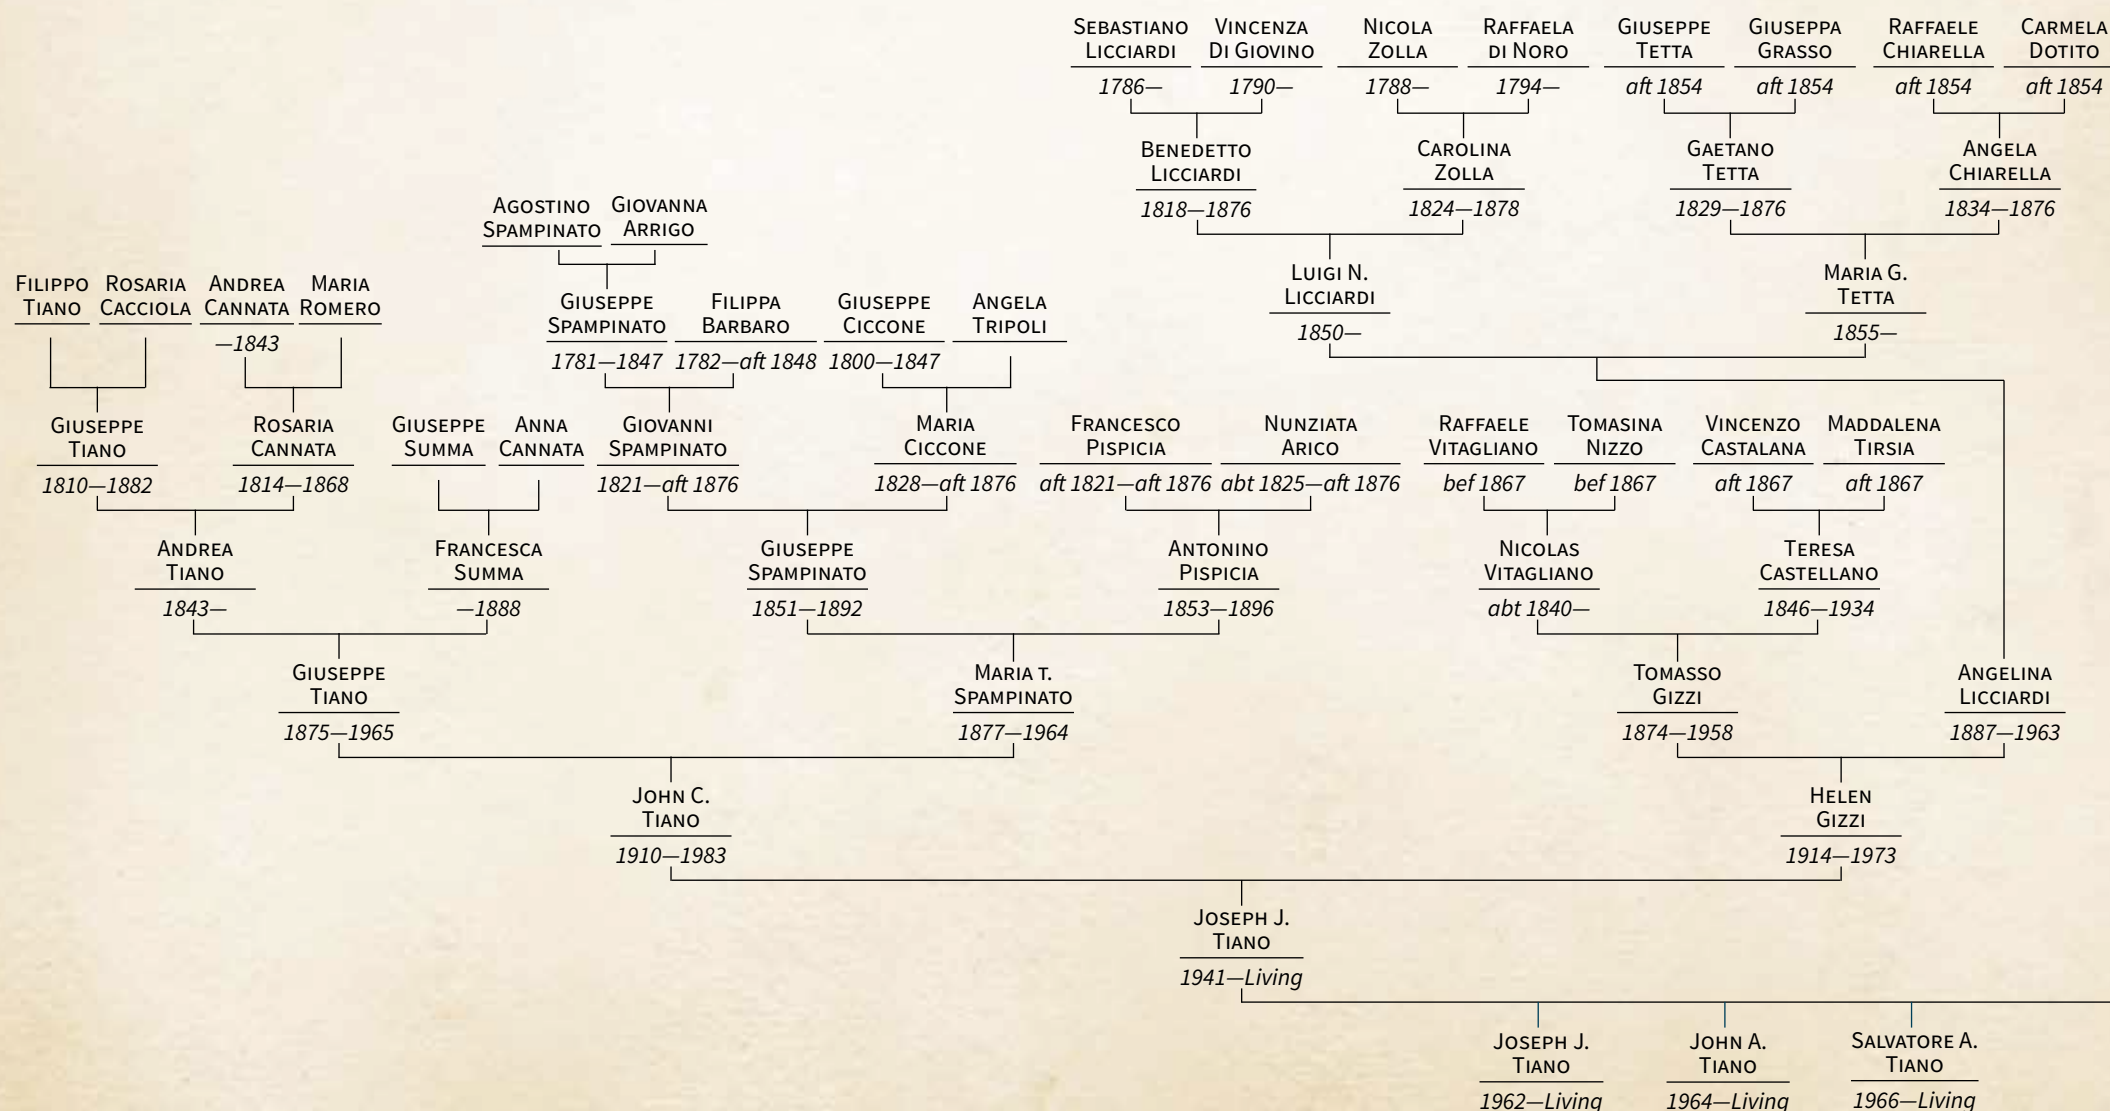 Sebastiano
Licciardi
1786—
Vincenza
Di Giovino
1790—
Nicola
Zolla
1788—
Raffaela
di Noro
1794—
Giuseppe
Tetta
aft 1854
Giuseppa
Grasso
aft 1854
Raffaele
Chiarella
aft 1854
Carmela
Dotito
aft 1854
Benedetto
Licciardi
1818—1876
Carolina
Zolla
1824—1878
Gaetano
Tetta
1829—1876
Angela
Chiarella
1834—1876
Agostino
Spampinato
Giovanna
Arrigo
Filippo
Tiano
Rosaria
Cacciola
Andrea
Cannata
—1843
Maria
Romero
Giuseppe
Spampinato
1781—1847
Filippa
Barbaro
1782—aft 1848
Giuseppe
Ciccone
1800—1847
Angela
Tripoli
Luigi N.
Licciardi
1850—
Maria G.
Tetta
1855—
Giuseppe
Tiano
1810—1882
Rosaria
Cannata
1814—1868
Giuseppe
Summa
Anna
Cannata
Giovanni
Spampinato
1821—aft 1876
Maria
Ciccone
1828—aft 1876
Francesco
Pispicia
aft 1821—aft 1876
Nunziata
Arico
abt 1825—aft 1876
Raffaele
Vitagliano
bef 1867
Tomasina
Nizzo
bef 1867
Vincenzo
Castalana
aft 1867
Maddalena
Tirsia
aft 1867
Andrea
Tiano
1843—
Francesca
Summa
—1888
Giuseppe
Spampinato
1851—1892
Antonino
Pispicia
1853—1896
Nicolas
Vitagliano
abt 1840—
Teresa
Castellano
1846—1934
Giuseppe
Tiano
1875—1965
Maria t.
Spampinato
1877—1964
Tomasso
Gizzi
1874—1958
Angelina
Licciardi
1887—1963
John C.
Tiano
1910—1983
Helen
Gizzi
1914—1973
Joseph J.
Tiano
1941—Living
Joseph J.
Tiano
1962—Living
John A.
Tiano
1964—Living
Salvatore A.
Tiano
1966—Living